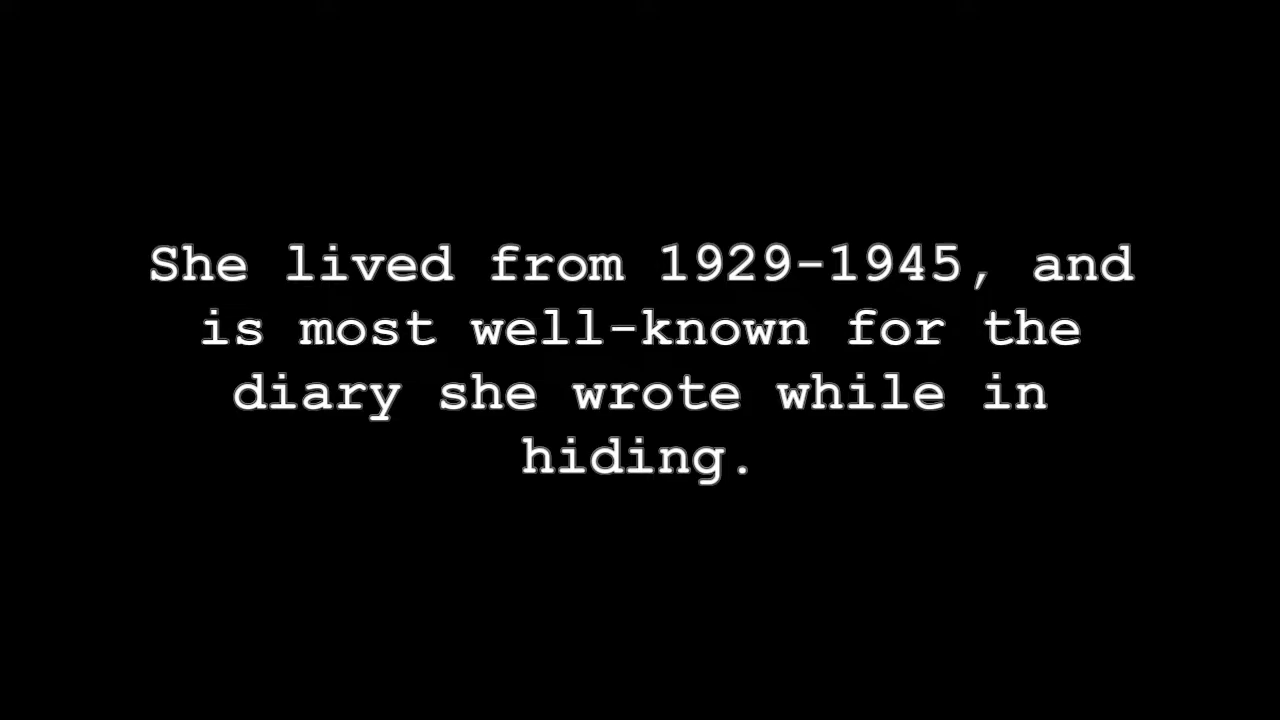 She lived from 1929-1945, and
is most well-known for the
diary she wrote while in
hiding.